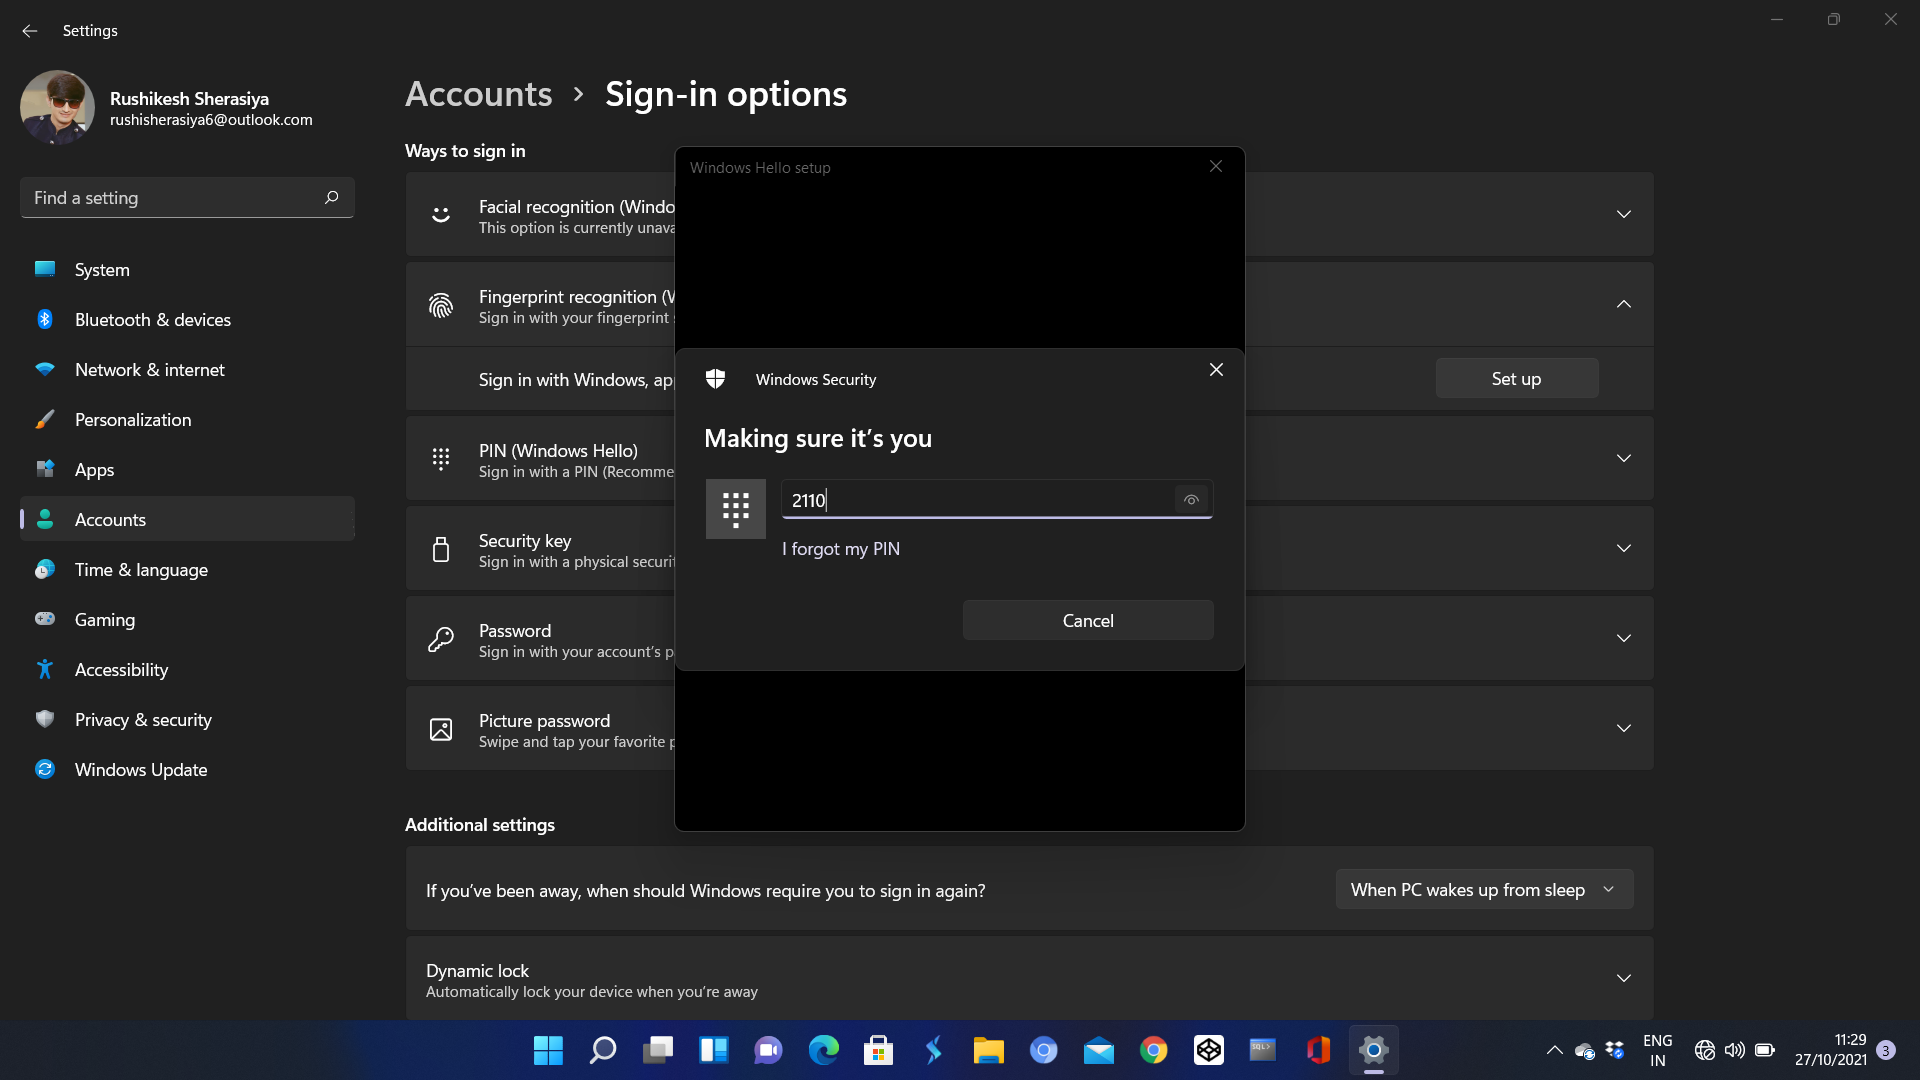 Settings
Rushikesh Sherasiya
rushisherasiya6@outlook.com
Find a setting
System
Bluetooth & devices
Network & internet
Personalization
Apps
Accounts
Time & language
Gaming
Accessibility
Privacy & security
Windows Update
Accounts > Sign-in options
Ways to sign in
Facial recognition (Windo
This option is currently unava
Fingerprint recognition (W
Sign in with your fingerprint
Sign in with Windows, app
Set up
PIN (Windows Hello)
Sign in with a PIN (Recomme
Security key
Sign in with a physical securit
Password
Sign in with your account's p
Picture password
Swipe and tap your favorite p
Windows Hello setup
Windows Security
Making sure it's you
2110
I forgot my PIN
Cancel
Additional settings
If you've been away, when should Windows require you to sign in again?
When PC wakes up from sleep
Dynamic lock
Automatically lock your device when you're away
SQL>
ENG
IN
11:29
27/10/2021
3